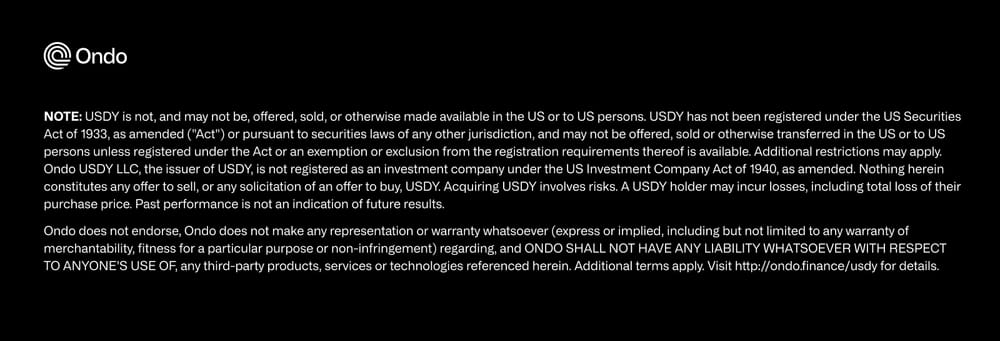 Ondo
NOTE: USDY is not, and may not be, offered, sold, or otherwise made available in the US or to US persons. USDY has not been registered under the US Securities
Act of 1933, as amended ("Act") or pursuant to securities laws of any other jurisdiction, and may not be offered, sold or otherwise transferred in the US or to US
persons unless registered under the Act or an exemption or exclusion from the registration requirements thereof is available. Additional restrictions may apply.
Ondo USDY LLC, the issuer of USDY, is not registered as an investment company under the US Investment Company Act of 1940, as amended. Nothing herein
constitutes any offer to sell, or any solicitation of an offer to buy, USDY. Acquiring USDY involves risks. A USDY holder may incur losses, including total loss of their
purchase price. Past performance is not an indication of future results.
Ondo does not endorse, Ondo does not make any representation or warranty whatsoever (express or implied, including but not limited to any warranty of
merchantability, fitness for a particular purpose or non-infringement) regarding, and ONDO SHALL NOT HAVE ANY LIABILITY WHATSOEVER WITH RESPECT
TO ANYONE'S USE OF, any third-party products, services or technologies referenced herein. Additional terms apply. Visit http://ondo.finance/usdy for details.